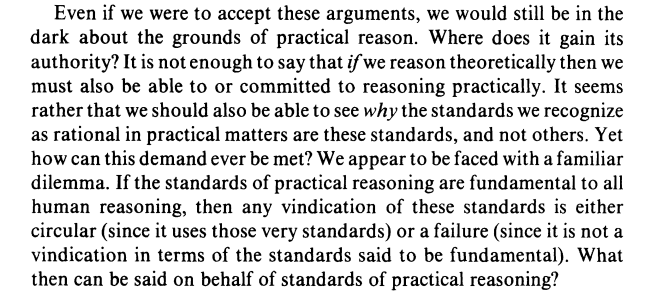 Even if we were to accept these arguments, we would still be in the
dark about the grounds of practical reason. Where does it gain its
authority? It is not enough to say that if we reason theoretically then we
must also be able to or committed to reasoning practically. It seems
rather that we should also be able to see why the standards we recognize
as rational in practical matters are these standards, and not others. Yet
how can this demand ever be met? We appear to be faced with a familiar
dilemma. If the standards of practical reasoning are fundamental to all
human reasoning, then any vindication of these standards is either
circular (since it uses those very standards) or a failure (since it is not a
vindication in terms of the standards said to be fundamental). What
then can be said on behalf of standards of practical reasoning?